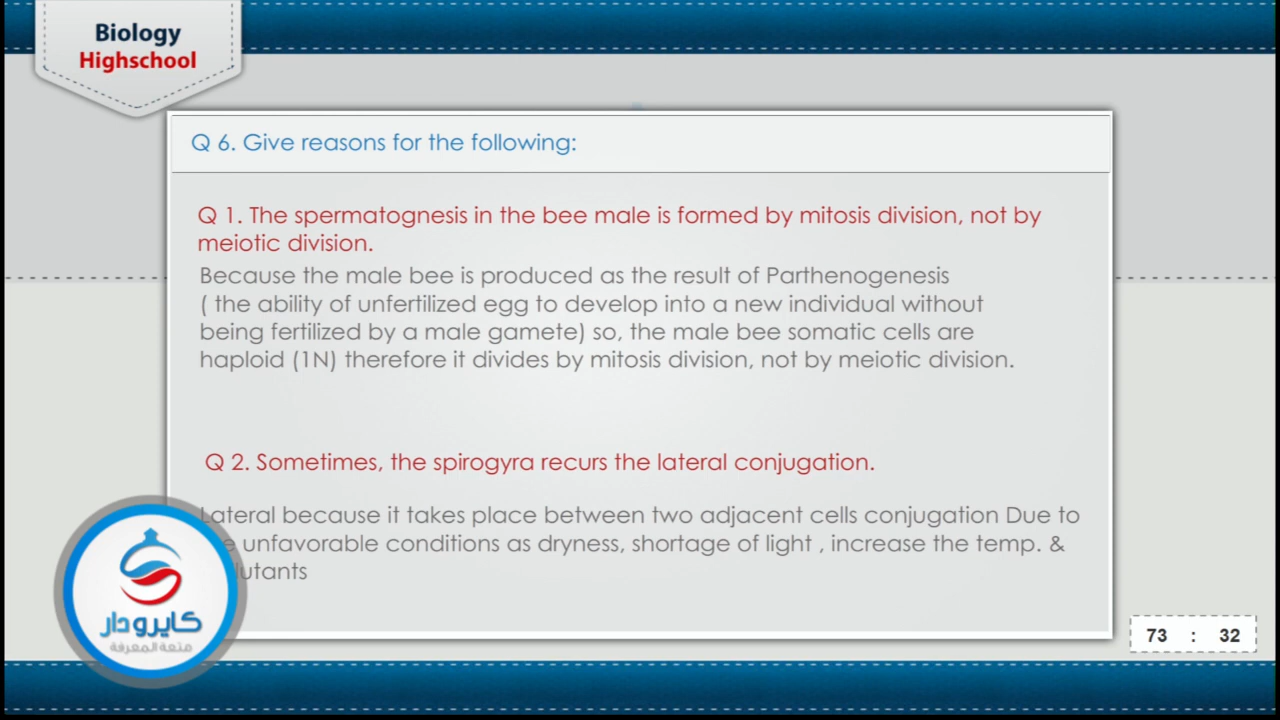 Biology
Highschool
Q 6. Give reasons for the following:
Q 1. The spermatognesis in the bee male is formed by mitosis division, not by
meiotic division.
Because the male bee is produced as the result of Parthenogenesis
( the ability of unfertilized egg to develop into a new individual without
being fertilized by a male gamete) so, the male bee somatic cells are
haploid (1N) therefore it divides by mitosis division, not by meiotic division.
Q 2. Sometimes, the spirogyra recurs the lateral conjugation.
Lateral because it takes place between two adjacent cells conjugation Due to
unfavorable conditions as dryness, shortage of light , increase the temp. &
كايرودار
متعة المعرفة
73 : 32